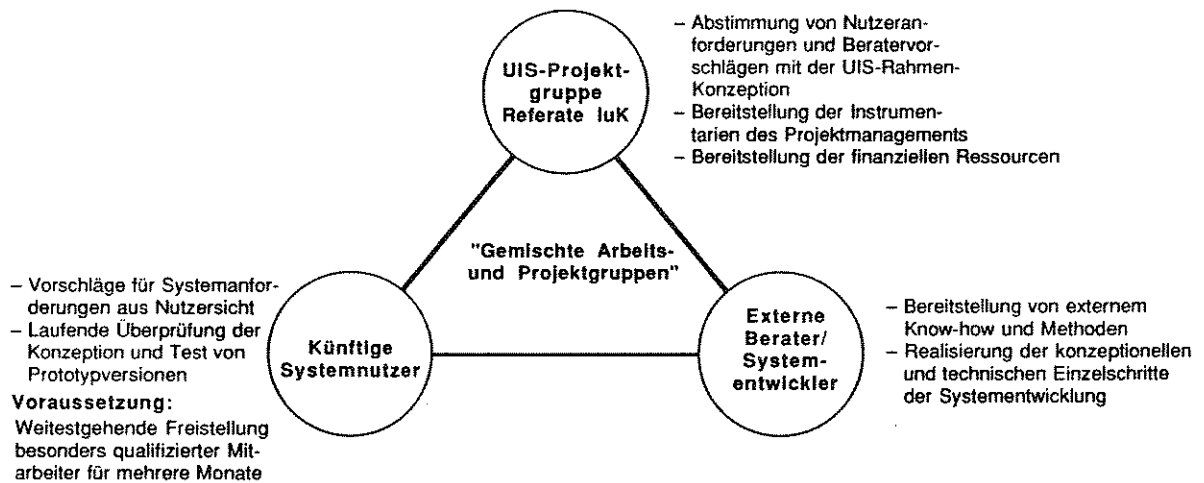 UIS-Projekt-
gruppe
Referate IuK
– Abstimmung von Nutzeran-
forderungen und Beratervor-
schlägen mit der UIS-Rahmen-
Konzeption
– Bereitstellung der Instrumen-
tarien des Projektmanagements
– Bereitstellung der finanziellen Ressourcen
"Gemischte Arbeits-
und Projektgruppen"
– Vorschläge für Systemanfor-
derungen aus Nutzersicht
– Laufende Überprüfung der
Konzeption und Test von
Prototypversionen
Voraussetzung:
Weitestgehende Freistellung
besonders qualifizierter Mit-
arbeiter für mehrere Monate
Künftige
Systemnutzer
Externe
Berater/
System-
entwickler
– Bereitstellung von externem
Know-how und Methoden
– Realisierung der konzeptionellen
und technischen Einzelschritte
der Systementwicklung